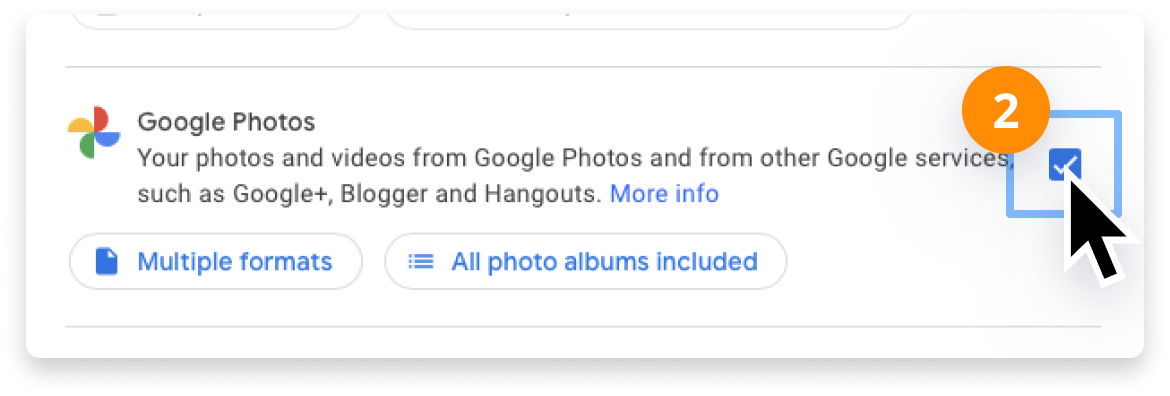 2
Google Photos
Your photos and videos from Google Photos and from other Google services,
such as Google+, Blogger and Hangouts. More info
Multiple formats
All photo albums included